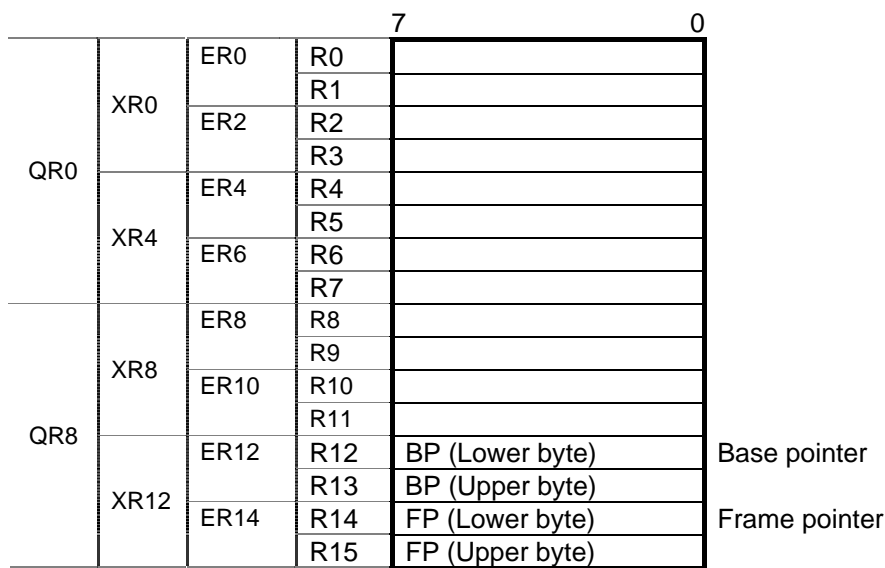 7 0
ER0 R0
XR0 R1
ER2 R2
R3
QR0
ER4 R4
XR4 R5
ER6 R6
R7
ER8 R8
XR8 R9
ER10 R10
R11
QR8
ER12 R12 BP (Lower byte) Base pointer
XR12 R13 BP (Upper byte)
ER14 R14 FP (Lower byte) Frame pointer
R15 FP (Upper byte)